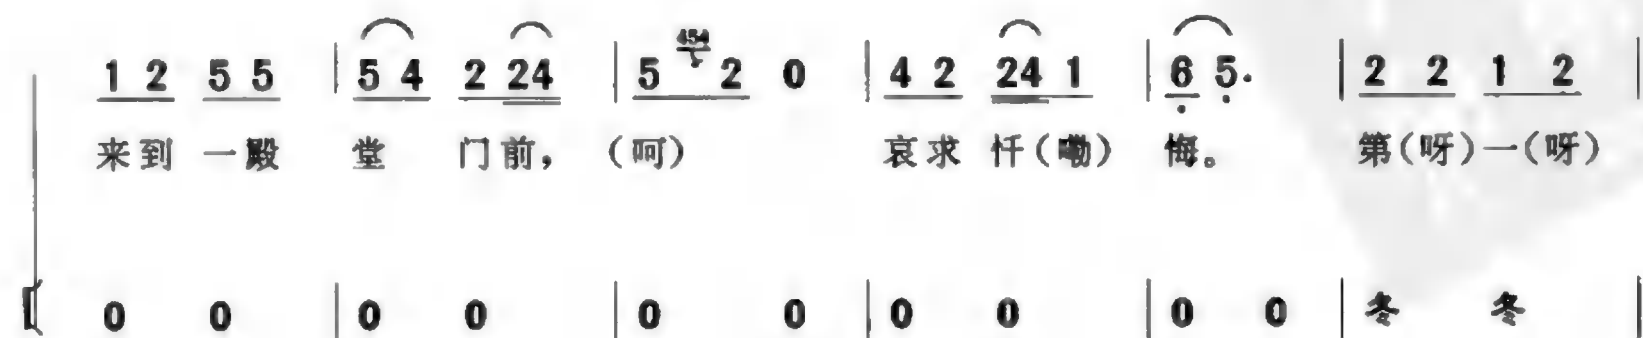 1 2 5 5 | 5 4 2 24 | 5 454 2 0 | 4 2 24 1 | 6 5. | 2 2 1 2 |
来到 一殿 堂 门前，（呵） 哀求 忏（嘞） 悔。 第（呀）一（呀）
0 0 | 0 0 | 0 0 | 0 0 | 0 0 | 冬 冬 |